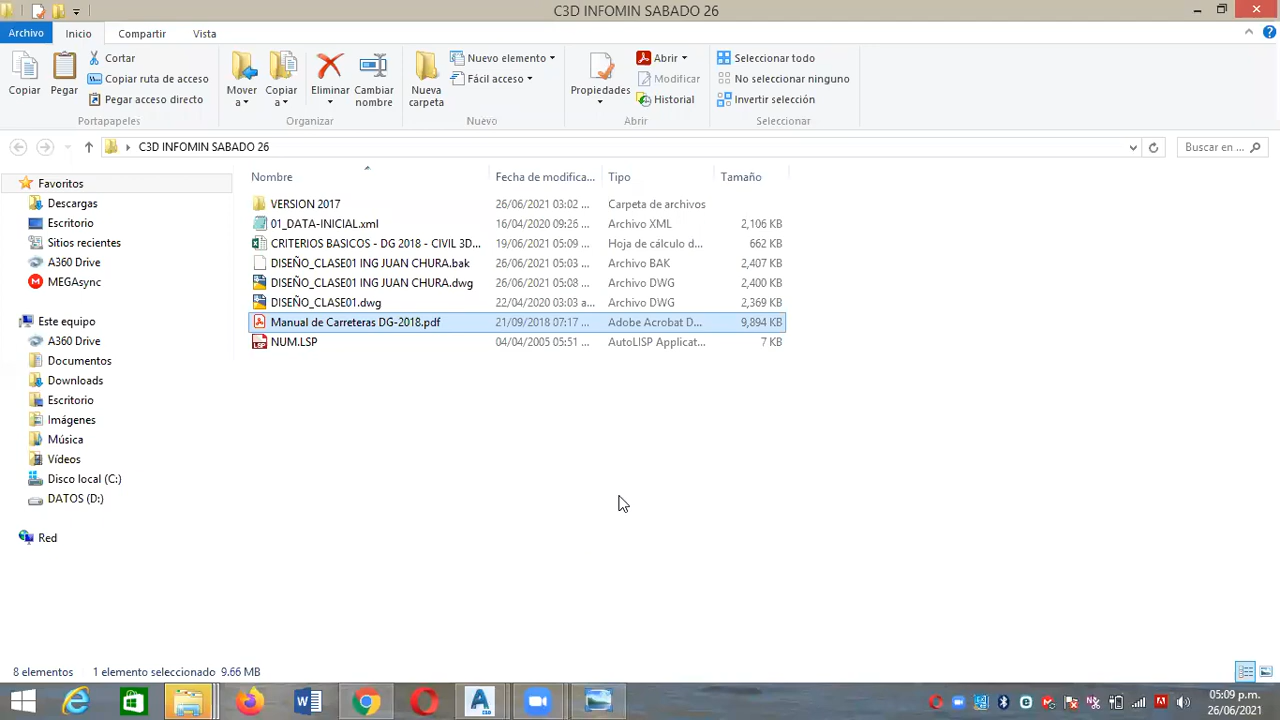 C3D INFOMIN SABADO 26
Archivo Inicio Compartir Vista
Copiar
Pegar
Cortar
Copiar ruta de acceso
Pegar acceso directo
Portapapeles
Mover a
Copiar a
Eliminar
Cambiar nombre
Organizar
Nueva carpeta
Nuevo elemento
Fácil acceso
Nuevo
Propiedades
Abrir
Modificar
Historial
Abrir
Seleccionar todo
No seleccionar ninguno
Invertir selección
Seleccionar
C3D INFOMIN SABADO 26
Buscar en ...
Nombre Fecha de modifica... Tipo Tamaño
VERSION 2017 26/06/2021 03:02 ... Carpeta de archivos
01_DATA-INICIAL.xml 16/04/2020 09:26 ... Archivo XML 2,106 KB
CRITERIOS BASICOS - DG 2018 - CIVIL 3D... 19/06/2021 05:09 ... Hoja de cálculo d... 662 KB
DISEÑO_CLASE01 ING JUAN CHURA.bak 26/06/2021 05:03 ... Archivo BAK 2,407 KB
DISEÑO_CLASE01 ING JUAN CHURA.dwg 26/06/2021 05:08 ... Archivo DWG 2,400 KB
DISEÑO_CLASE01.dwg 22/04/2020 03:03 a... Archivo DWG 2,369 KB
Manual de Carreteras DG-2018.pdf 21/09/2018 07:17 ... Adobe Acrobat D... 9,894 KB
NUM.LSP 04/04/2005 05:51 ... AutoLISP Applicat... 7 KB
Favoritos
Descargas
Escritorio
Sitios recientes
A360 Drive
MEGAsync
Este equipo
A360 Drive
Documentos
Downloads
Escritorio
Imágenes
Música
Vídeos
Disco local (C:)
DATOS (D:)
Red
8 elementos 1 elemento seleccionado 9.66 MB
05:09 p.m.
26/06/2021